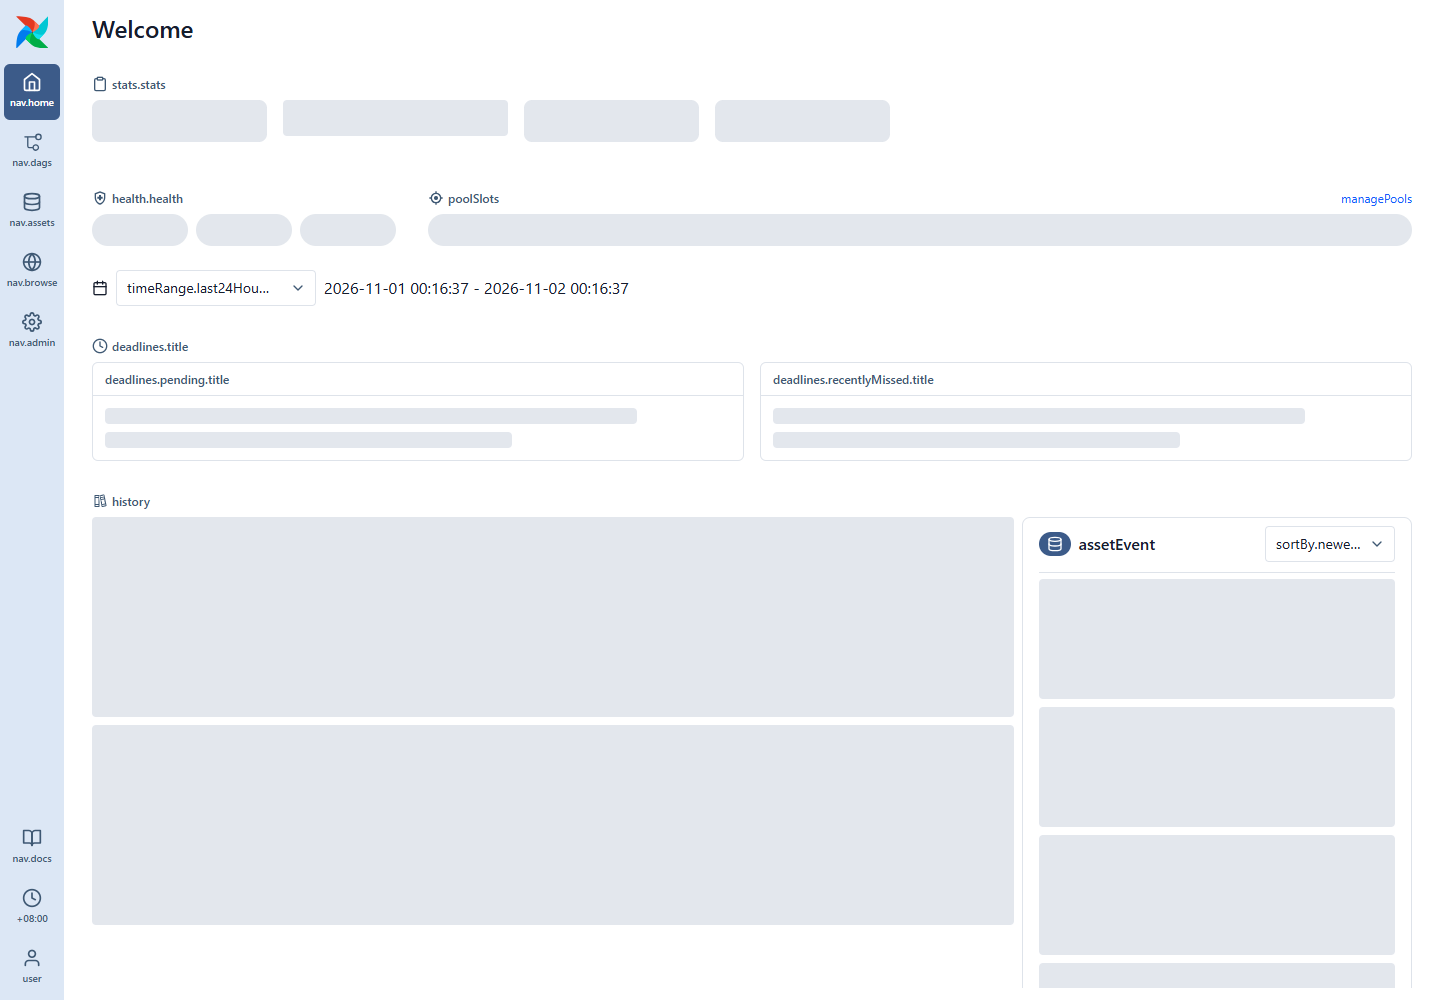 Welcome
stats.stats
nav.home
nav.dags
nav.assets
nav.browse
nav.admin
health.health
poolSlots
managePools
timeRange.last24Hou...
2026-11-01 00:16:37 - 2026-11-02 00:16:37
deadlines.title
deadlines.pending.title
deadlines.recentlyMissed.title
history
assetEvent
sortBy.newe...
nav.docs
+08:00
user